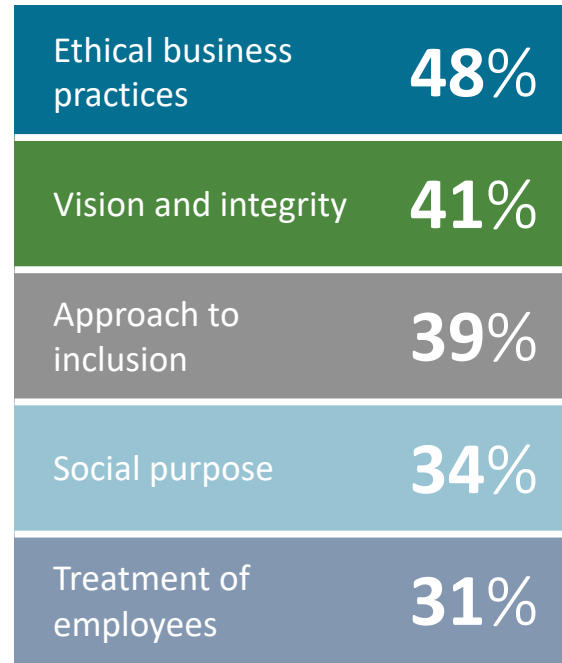 Ethical business
practices
48%
Vision and integrity
41%
Approach to
inclusion
39%
Social purpose
34%
Treatment of
employees
31%